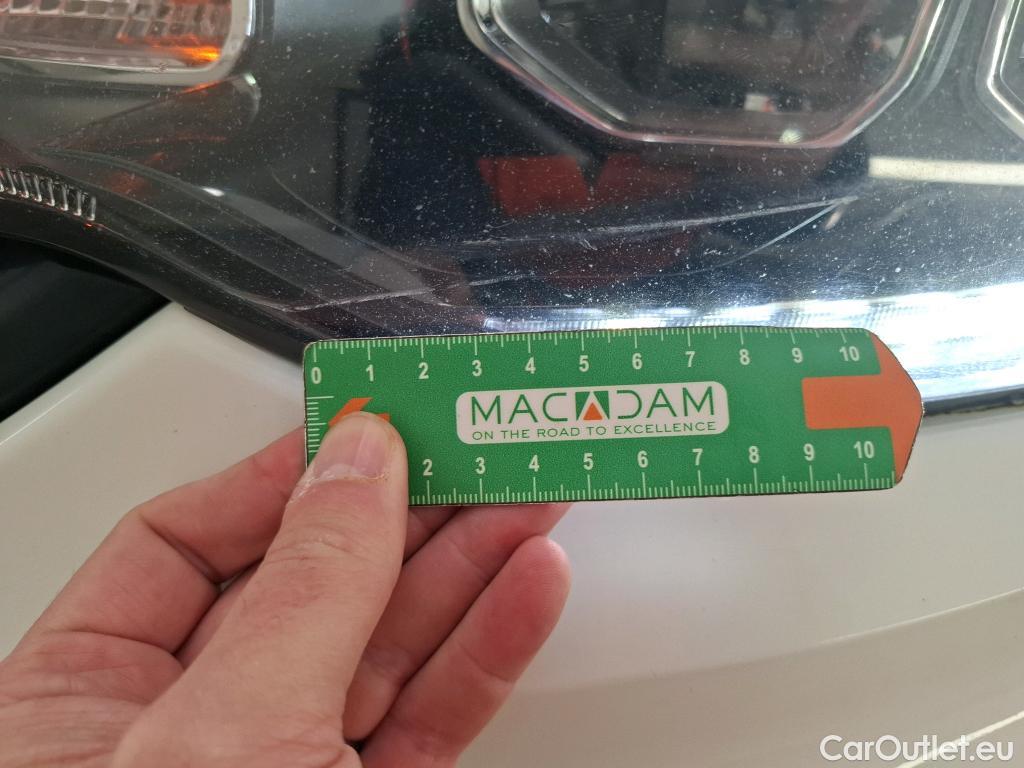 0 1 2 3 4 5 6 7 8 9 10
MACADAM
ON THE ROAD TO EXCELLENCE
2 3 4 5 6 7 8 9 10
CarOutlet.eu